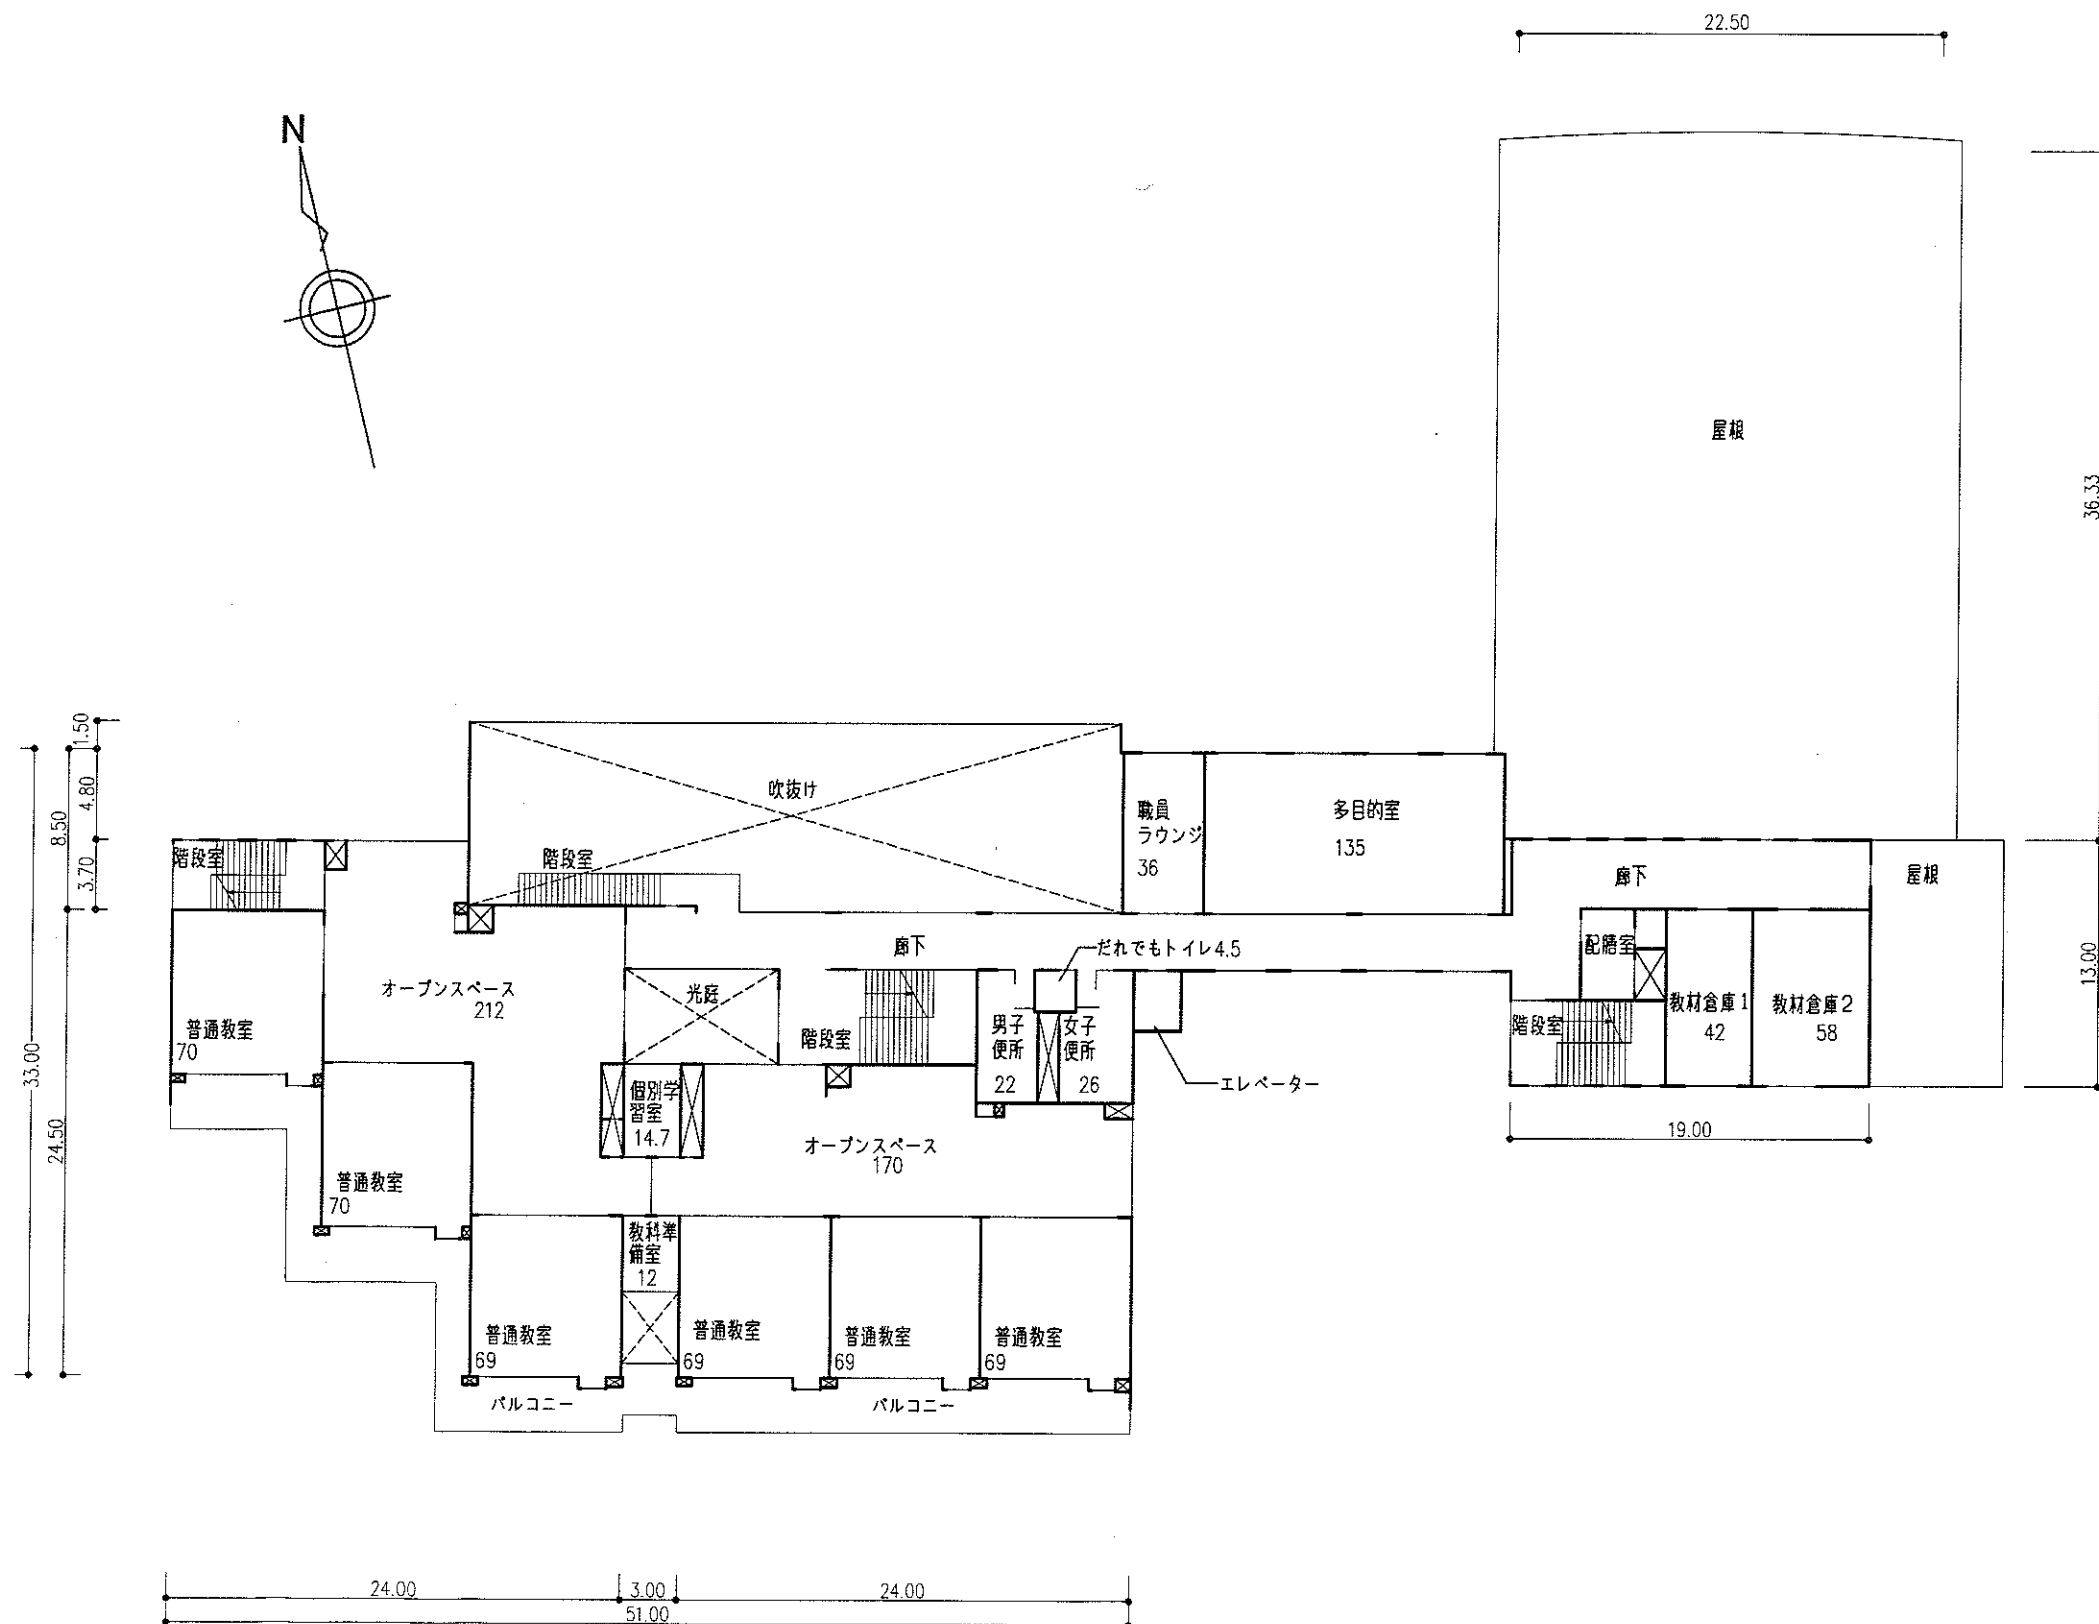 22.50
N
屋根
36.33
1.50
4.80
8.50
3.70
33.00
24.50
吹抜け
職員
ラウンジ
36
多目的室
135
階段室
階段室
廊下
屋根
廊下
だれでもトイレ4.5
配膳室
13.00
オープンスペース
212
光庭
普通教室
70
階段室
男子
便所
22
女子
便所
26
階段室
教材倉庫1
42
教材倉庫2
58
エレベーター
個別学
習室
14.7
オープンスペース
170
19.00
普通教室
70
教科準
備室
12
普通教室
69
普通教室
69
普通教室
69
普通教室
69
バルコニー
バルコニー
24.00
3.00
24.00
51.00